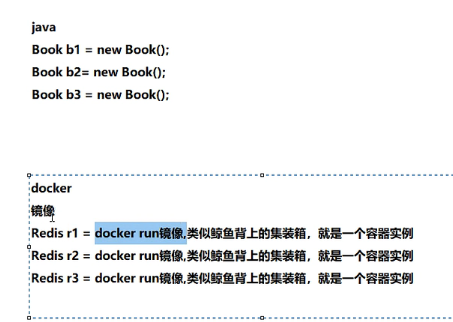 java
Book b1 = new Book();
Book b2= new Book();
Book b3 = new Book();
docker
镜像
Redis r1 = docker run镜像,类似鲸鱼背上的集装箱，就是一个容器实例
Redis r2 = docker run镜像,类似鲸鱼背上的集装箱，就是一个容器实例
Redis r3 = docker run镜像,类似鲸鱼背上的集装箱，就是一个容器实例